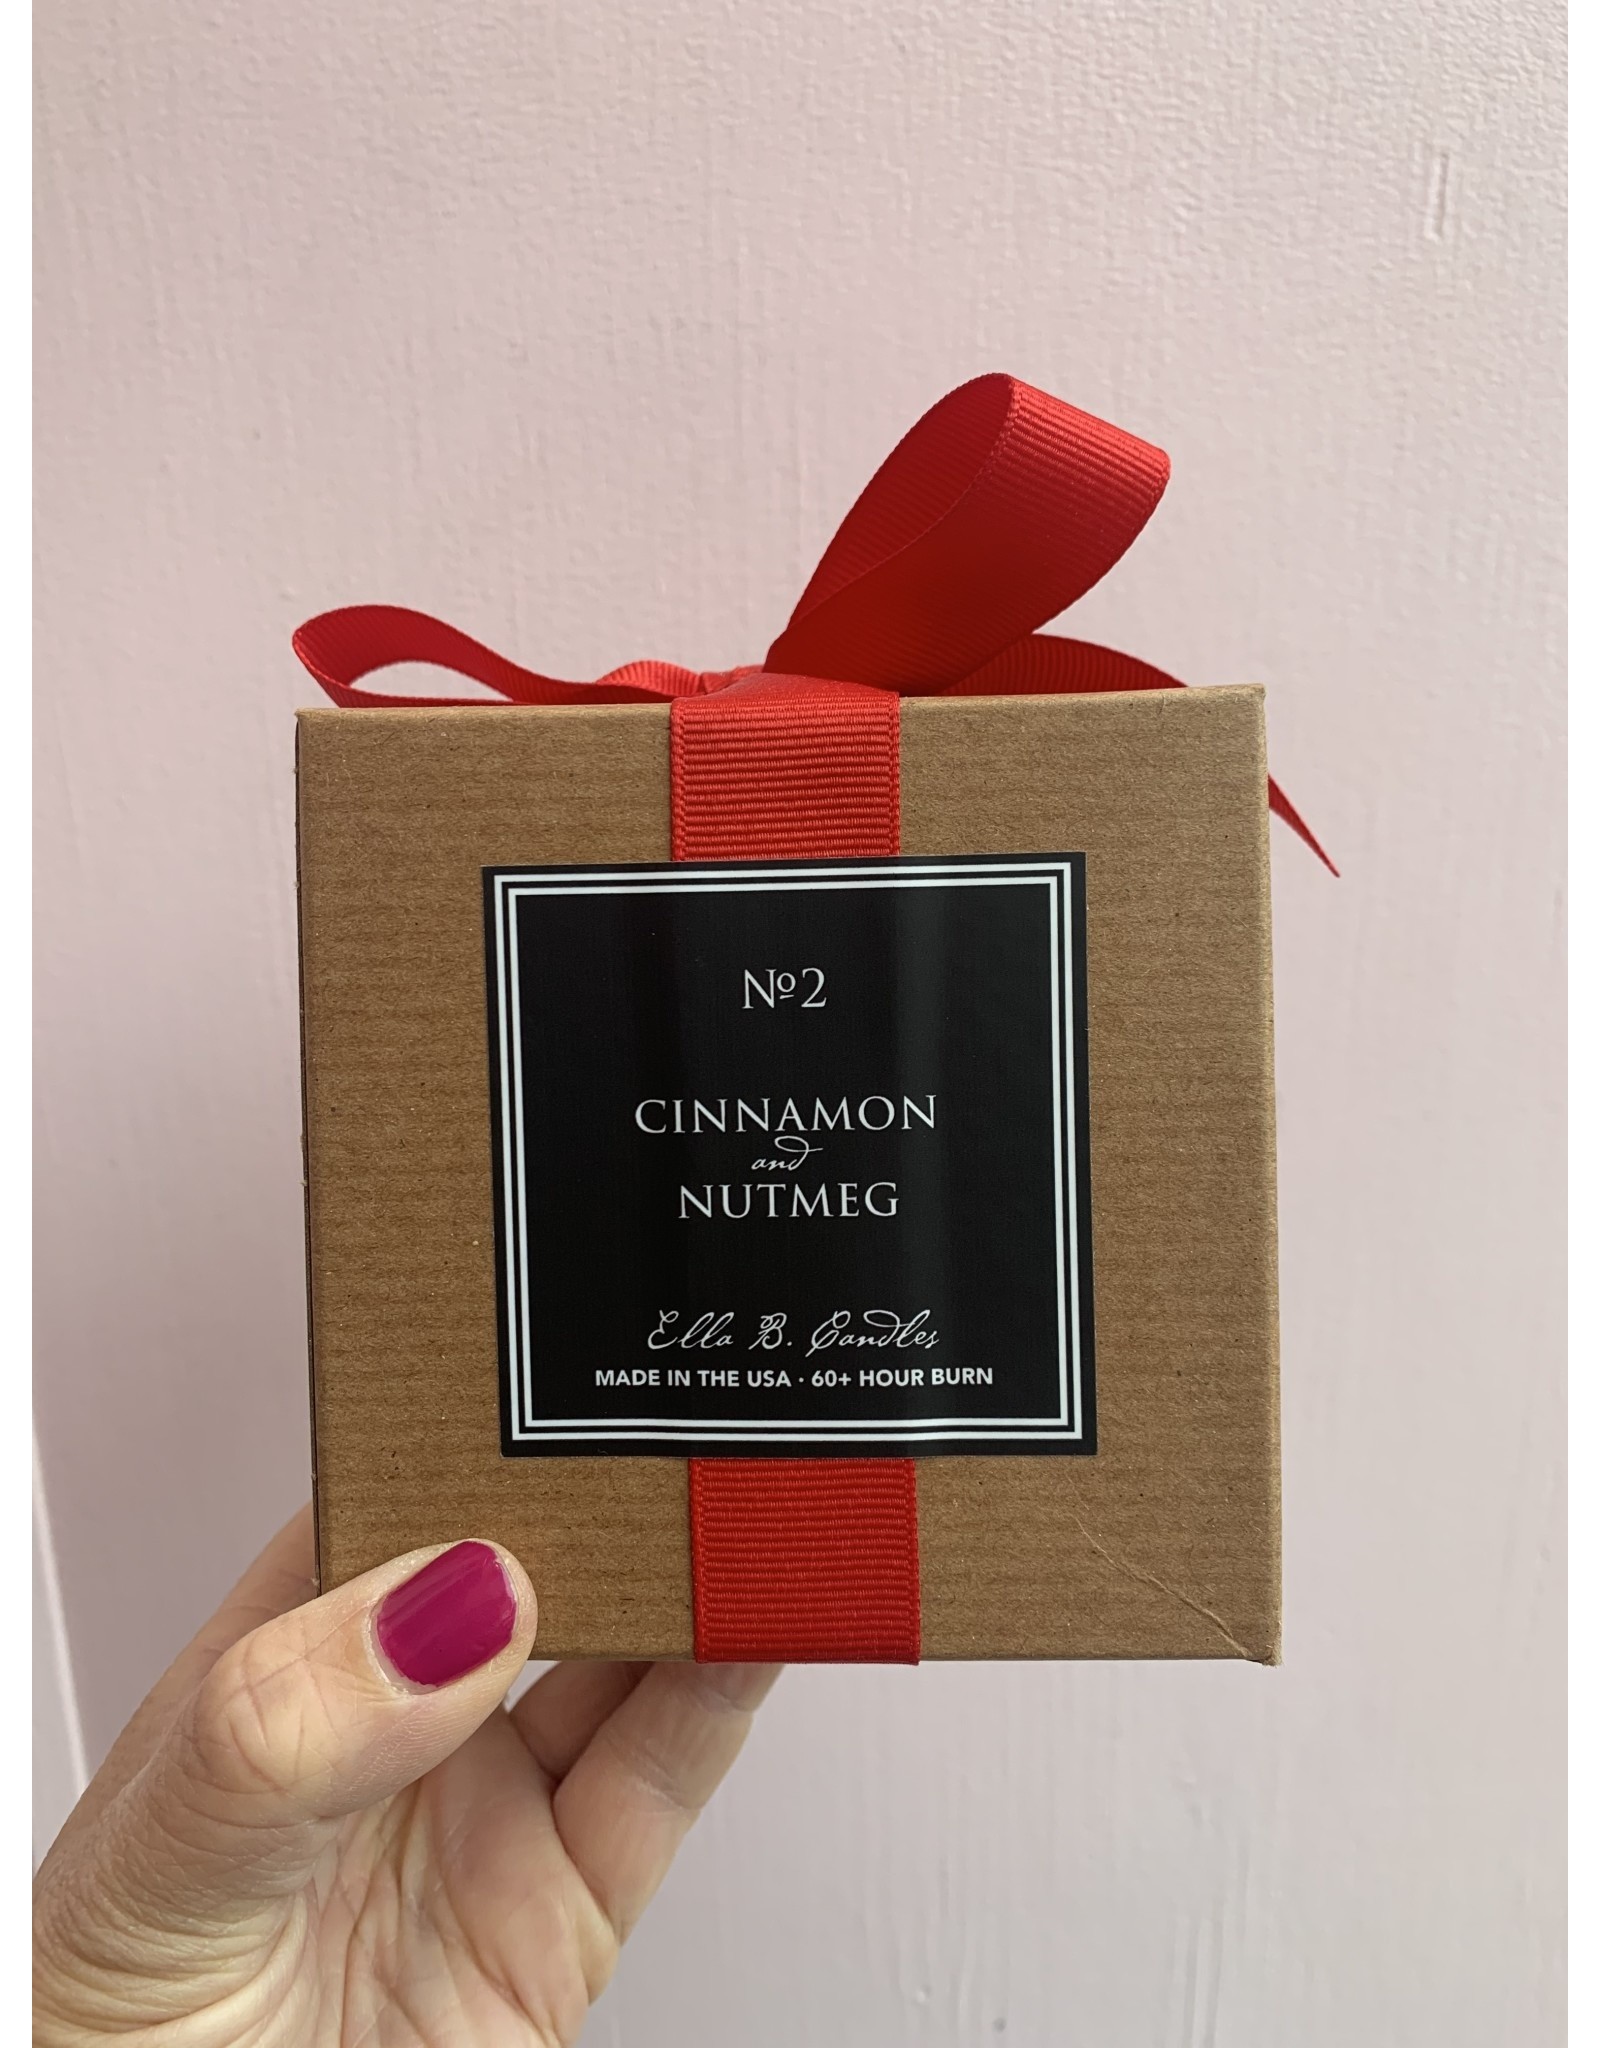 №2
CINNAMON
and
NUTMEG
Ella B. Candles
MADE IN THE USA · 60+ HOUR BURN